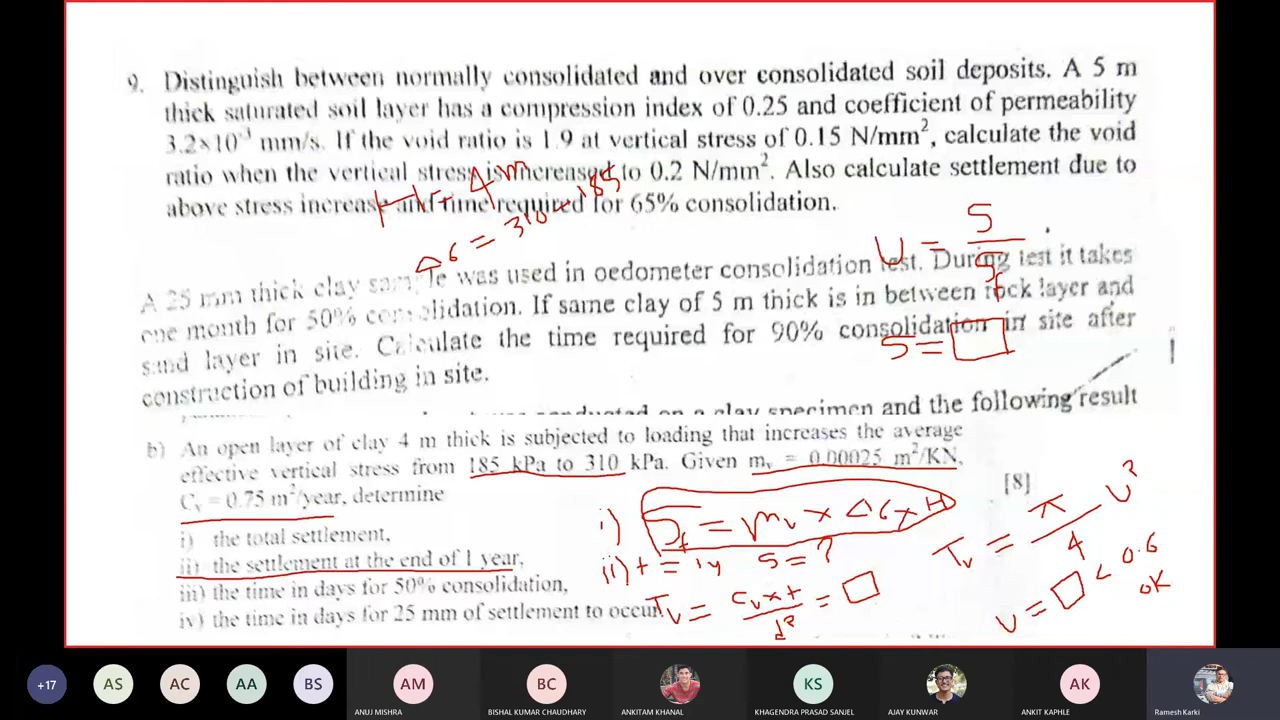 9. Distinguish between normally consolidated and over consolidated soil deposits. A 5 m
thick saturated soil layer has a compression index of 0.25 and coefficient of permeability
3.2×10⁻³ mm/s. If the void ratio is 1.9 at vertical stress of 0.15 N/mm², calculate the void
ratio when the vertical stress is increased to 0.2 N/mm². Also calculate settlement due to
above stress increase and time required for 65% consolidation.
H = 4m
Δσ = 310 - 185
U = S / Sf
S = □
A 25 mm thick clay sample was used in oedometer consolidation test. During test it takes
one month for 50% consolidation. If same clay of 5 m thick is in between rock layer and
sand layer in site. Calculate the time required for 90% consolidation in site after
construction of building in site.
conducted on a clay specimen and the following result
b) An open layer of clay 4 m thick is subjected to loading that increases the average
effective vertical stress from 185 kPa to 310 kPa. Given mᵥ = 0.00025 m²/KN,
Cᵥ = 0.75 m²/year, determine
[8]
i) the total settlement,
ii) the settlement at the end of 1 year,
iii) the time in days for 50% consolidation,
iv) the time in days for 25 mm of settlement to occur.
i) Sf = mv × Δσ × H
ii) t = 1y S = ?
Tv = Cv × t / d² = □
Tv = π / 4 U²
U = □ < 0.6
OK
+17
AS
AC
AA
BS
AM
ANUJ MISHRA
BC
BISHAL KUMAR CHAUDHARY
ANKITAM KHANAL
KS
KHAGENDRA PRASAD SANJEL
AJAY KUNWAR
AK
ANKIT KAPHLE
Ramesh Karki